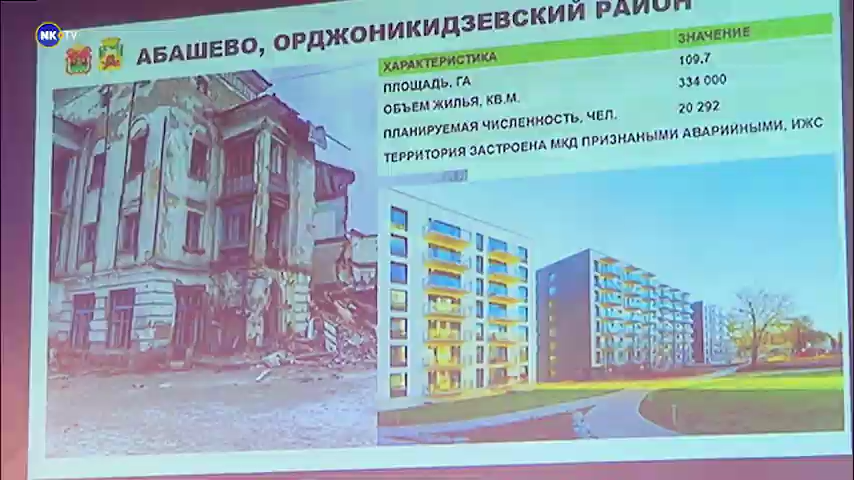 NK TV
АБАШЕВО, ОРДЖОНИКИДЗЕВСКИЙ РАЙОН
ХАРАКТЕРИСТИКА ЗНАЧЕНИЕ
ПЛОЩАДЬ, ГА 109,7
ОБЪЕМ ЖИЛЬЯ, КВ.М. 334 000
ПЛАНИРУЕМАЯ ЧИСЛЕННОСТЬ, ЧЕЛ. 20 292
ТЕРРИТОРИЯ ЗАСТРОЕНА МКД ПРИЗНАНЫМИ АВАРИЙНЫМИ, ИЖС